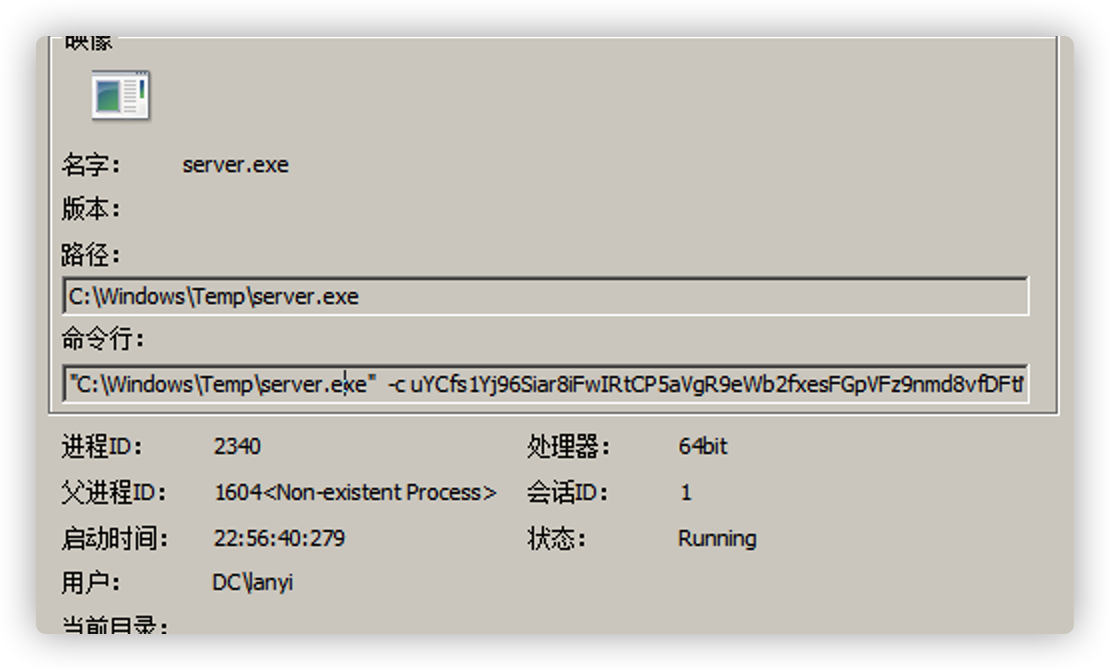 映像
名字: server.exe
版本:
路径:
C:\Windows\Temp\server.exe
命令行:
"C:\Windows\Temp\server.exe" -c uYCfs1Yj96Siar8iFwIRtCP5aVgR9eWb2fxesFGpVFz9nmd8vfDFt
进程ID: 2340 处理器: 64bit
父进程ID: 1604<Non-existent Process> 会话ID: 1
启动时间: 22:56:40:279 状态: Running
用户: DC\lanyi
当前目录: